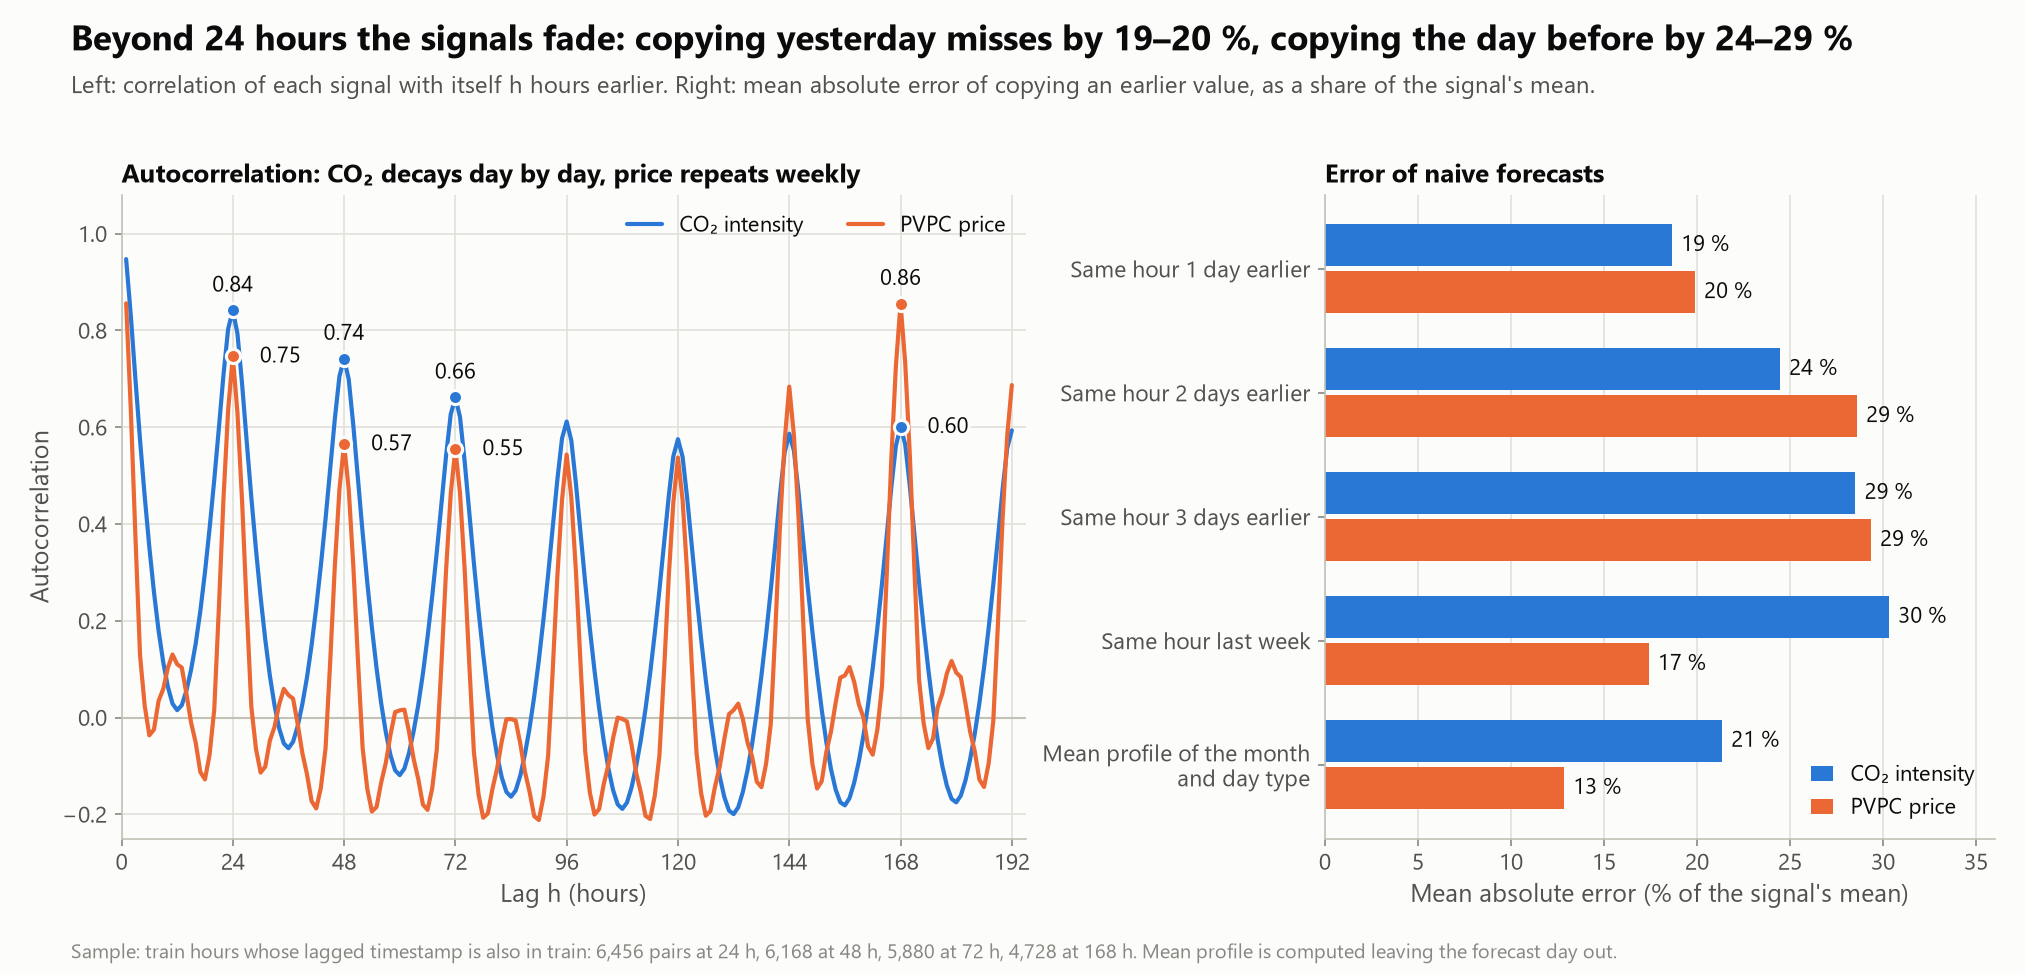 Beyond 24 hours the signals fade: copying yesterday misses by 19–20 %, copying the day before by 24–29 %
Left: correlation of each signal with itself h hours earlier. Right: mean absolute error of copying an earlier value, as a share of the signal's mean.
Autocorrelation: CO₂ decays day by day, price repeats weekly
CO₂ intensity
PVPC price
1.0
0.8
0.6
0.4
0.2
0.0
−0.2
Autocorrelation
0.84
0.75
0.74
0.57
0.66
0.55
0.86
0.60
0
24
48
72
96
120
144
168
192
Lag h (hours)
Error of naive forecasts
Same hour 1 day earlier
19 %
20 %
Same hour 2 days earlier
24 %
29 %
Same hour 3 days earlier
29 %
29 %
Same hour last week
30 %
17 %
Mean profile of the month
and day type
21 %
13 %
CO₂ intensity
PVPC price
0
5
10
15
20
25
30
35
Mean absolute error (% of the signal's mean)
Sample: train hours whose lagged timestamp is also in train: 6,456 pairs at 24 h, 6,168 at 48 h, 5,880 at 72 h, 4,728 at 168 h. Mean profile is computed leaving the forecast day out.